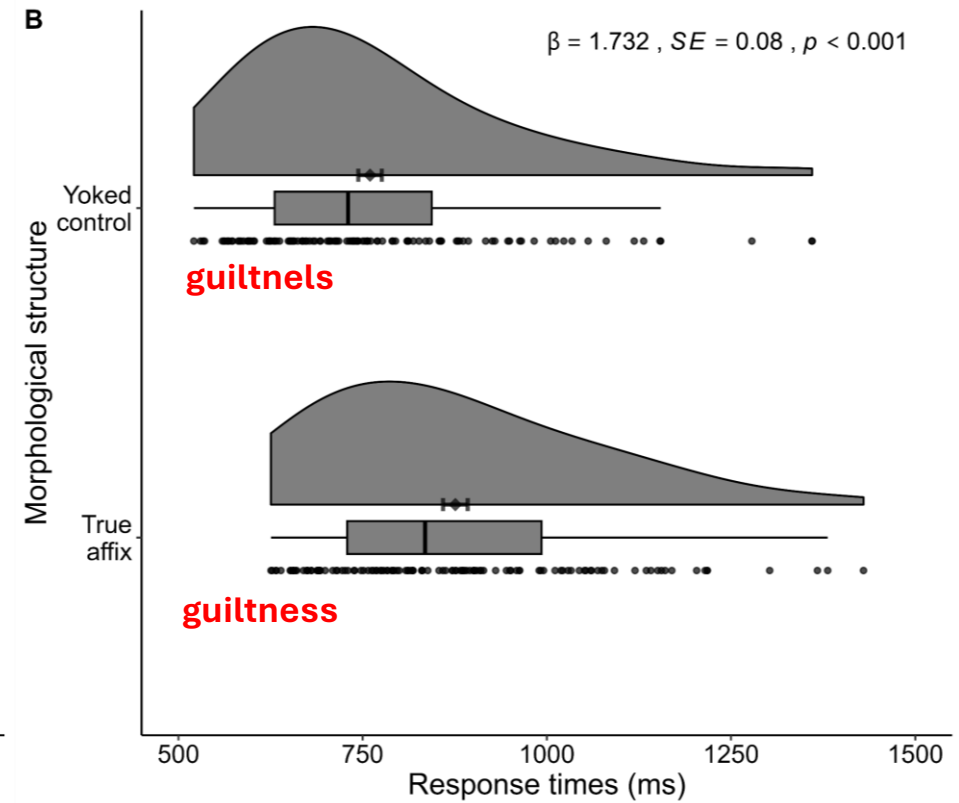 B
β = 1.732 , SE = 0.08 , p < 0.001
Morphological structure
Yoked
control
guiltnels
True
affix
guiltness
500 750 1000 1250 1500
Response times (ms)